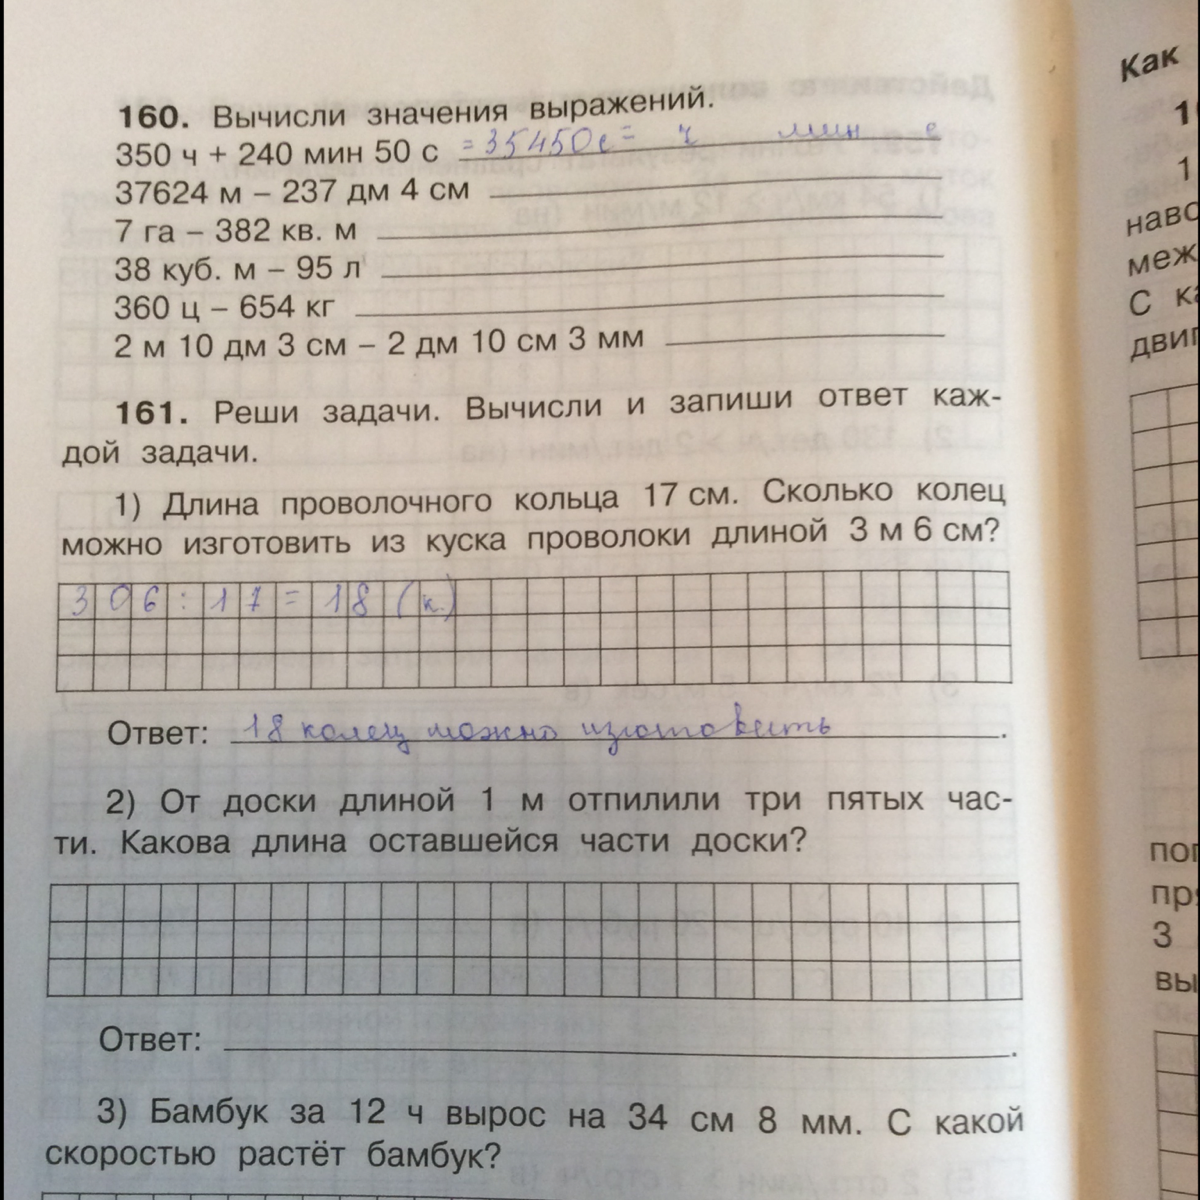 160. Вычисли значения выражений.
350 ч + 240 мин 50 с = 35450с = ч мин с
37624 м – 237 дм 4 см
7 га – 382 кв. м
38 куб. м – 95 л
360 ц – 654 кг
2 м 10 дм 3 см – 2 дм 10 см 3 мм
161. Реши задачи. Вычисли и запиши ответ каж-
дой задачи.
1) Длина проволочного кольца 17 см. Сколько колец
можно изготовить из куска проволоки длиной 3 м 6 см?
306:17=18 (к.)
Ответ: 18 колец можно изготовить.
2) От доски длиной 1 м отпилили три пятых час-
ти. Какова длина оставшейся части доски?
Ответ: .
3) Бамбук за 12 ч вырос на 34 см 8 мм. С какой
скоростью растёт бамбук?
Как
1
1
меж
С
3